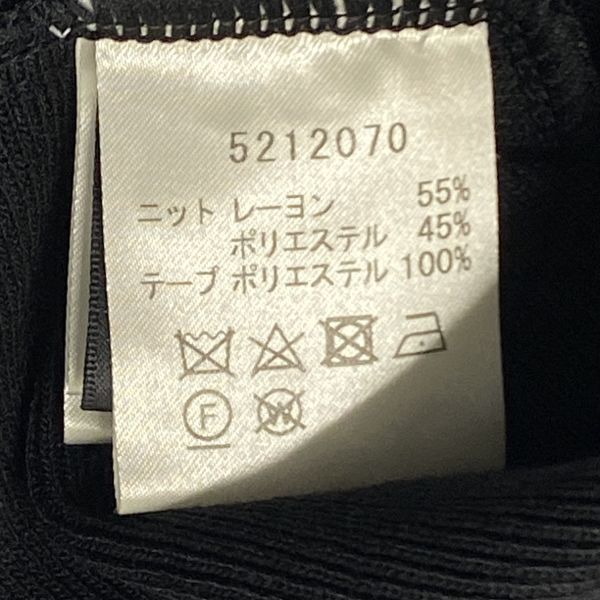 5212070
ニット レーヨン 55%
ポリエステル 45%
テープ ポリエステル 100%
F
W